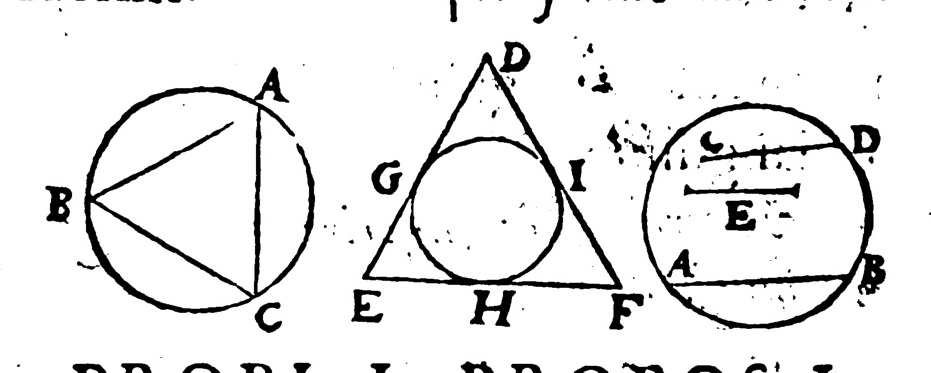 A B C
D G I E H F
C D E A B
PROBL. I. PROPOS. I.